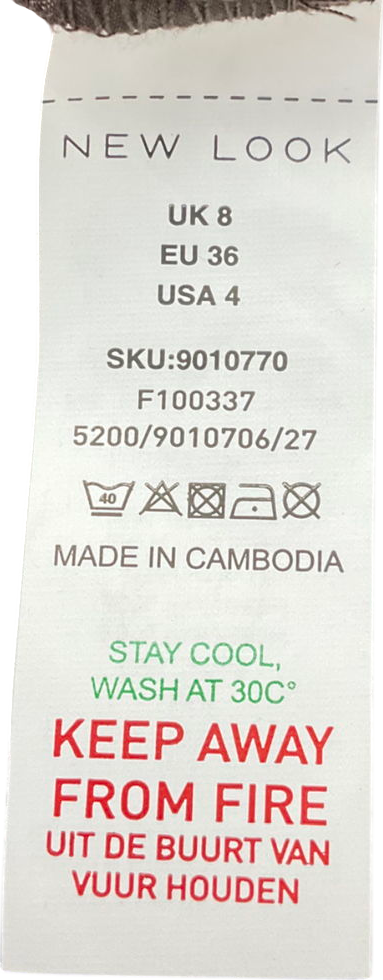 NEW LOOK
UK 8
EU 36
USA 4
SKU:9010770
F100337
5200/9010706/27
40
MADE IN CAMBODIA
STAY COOL,
WASH AT 30C°
KEEP AWAY
FROM FIRE
UIT DE BUURT VAN
VUUR HOUDEN